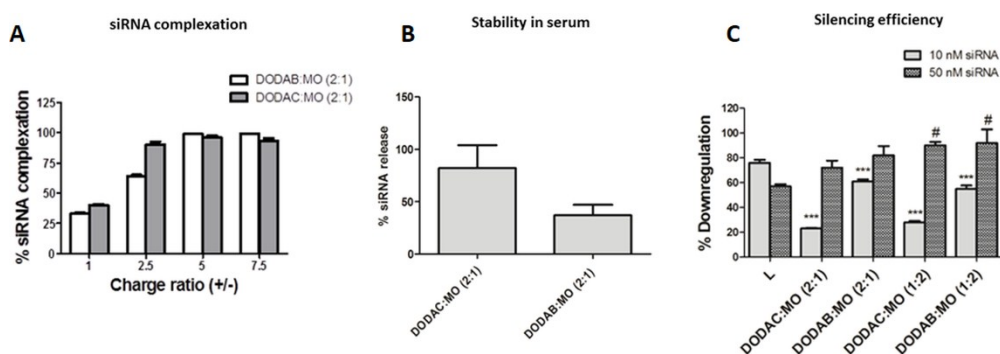 A
siRNA complexation
DODAB:MO (2:1)
DODAC:MO (2:1)
% siRNA complexation
125
100
75
50
25
0
1
2.5
5
7.5
Charge ratio (+/-)
B
Stability in serum
% siRNA release
150
100
50
0
DODAC:MO (2:1)
DODAB:MO (2:1)
C
Silencing efficiency
10 nM siRNA
50 nM siRNA
% Downregulation
120
100
80
60
40
20
0
***
***
#
***
#
***
L
DODAC:MO (2:1)
DODAB:MO (2:1)
DODAC:MO (1:2)
DODAB:MO (1:2)